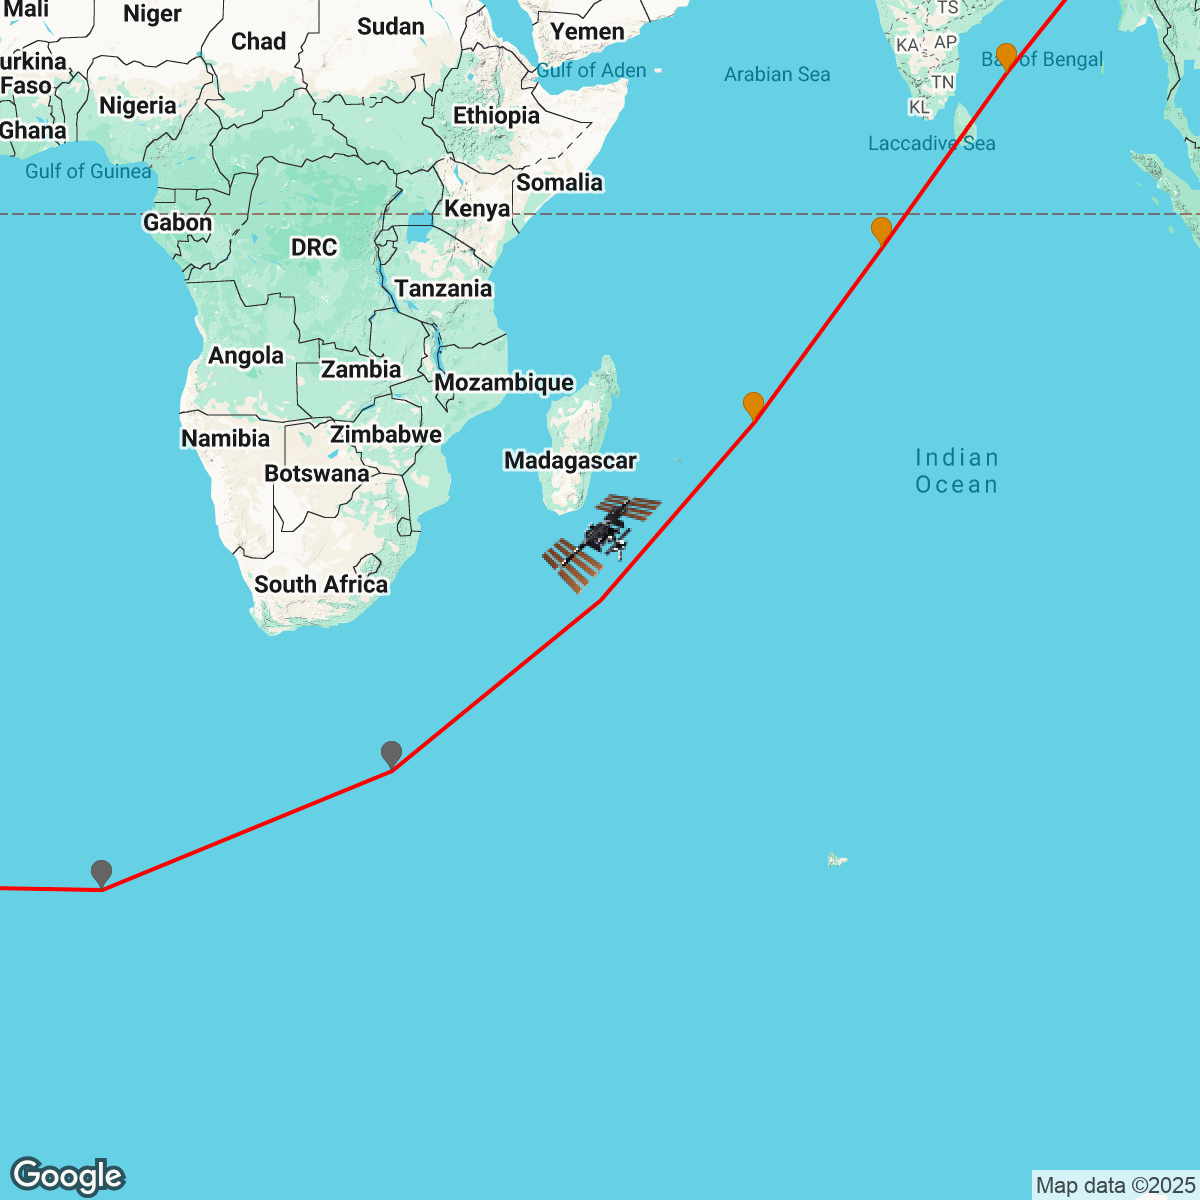 Mali
Niger
Chad
Sudan
Yemen
TS
KA
AP
urkina
Faso
Gulf of Aden
Arabian Sea
of Bengal
TN
Nigeria
Ethiopia
KL
Ghana
Laccadive Sea
Gulf of Guinea
Somalia
Gabon
Kenya
DRC
Tanzania
Angola
Zambia
Mozambique
Namibia
Zimbabwe
Botswana
Madagascar
Indian
Ocean
South Africa
Google
Map data ©2025